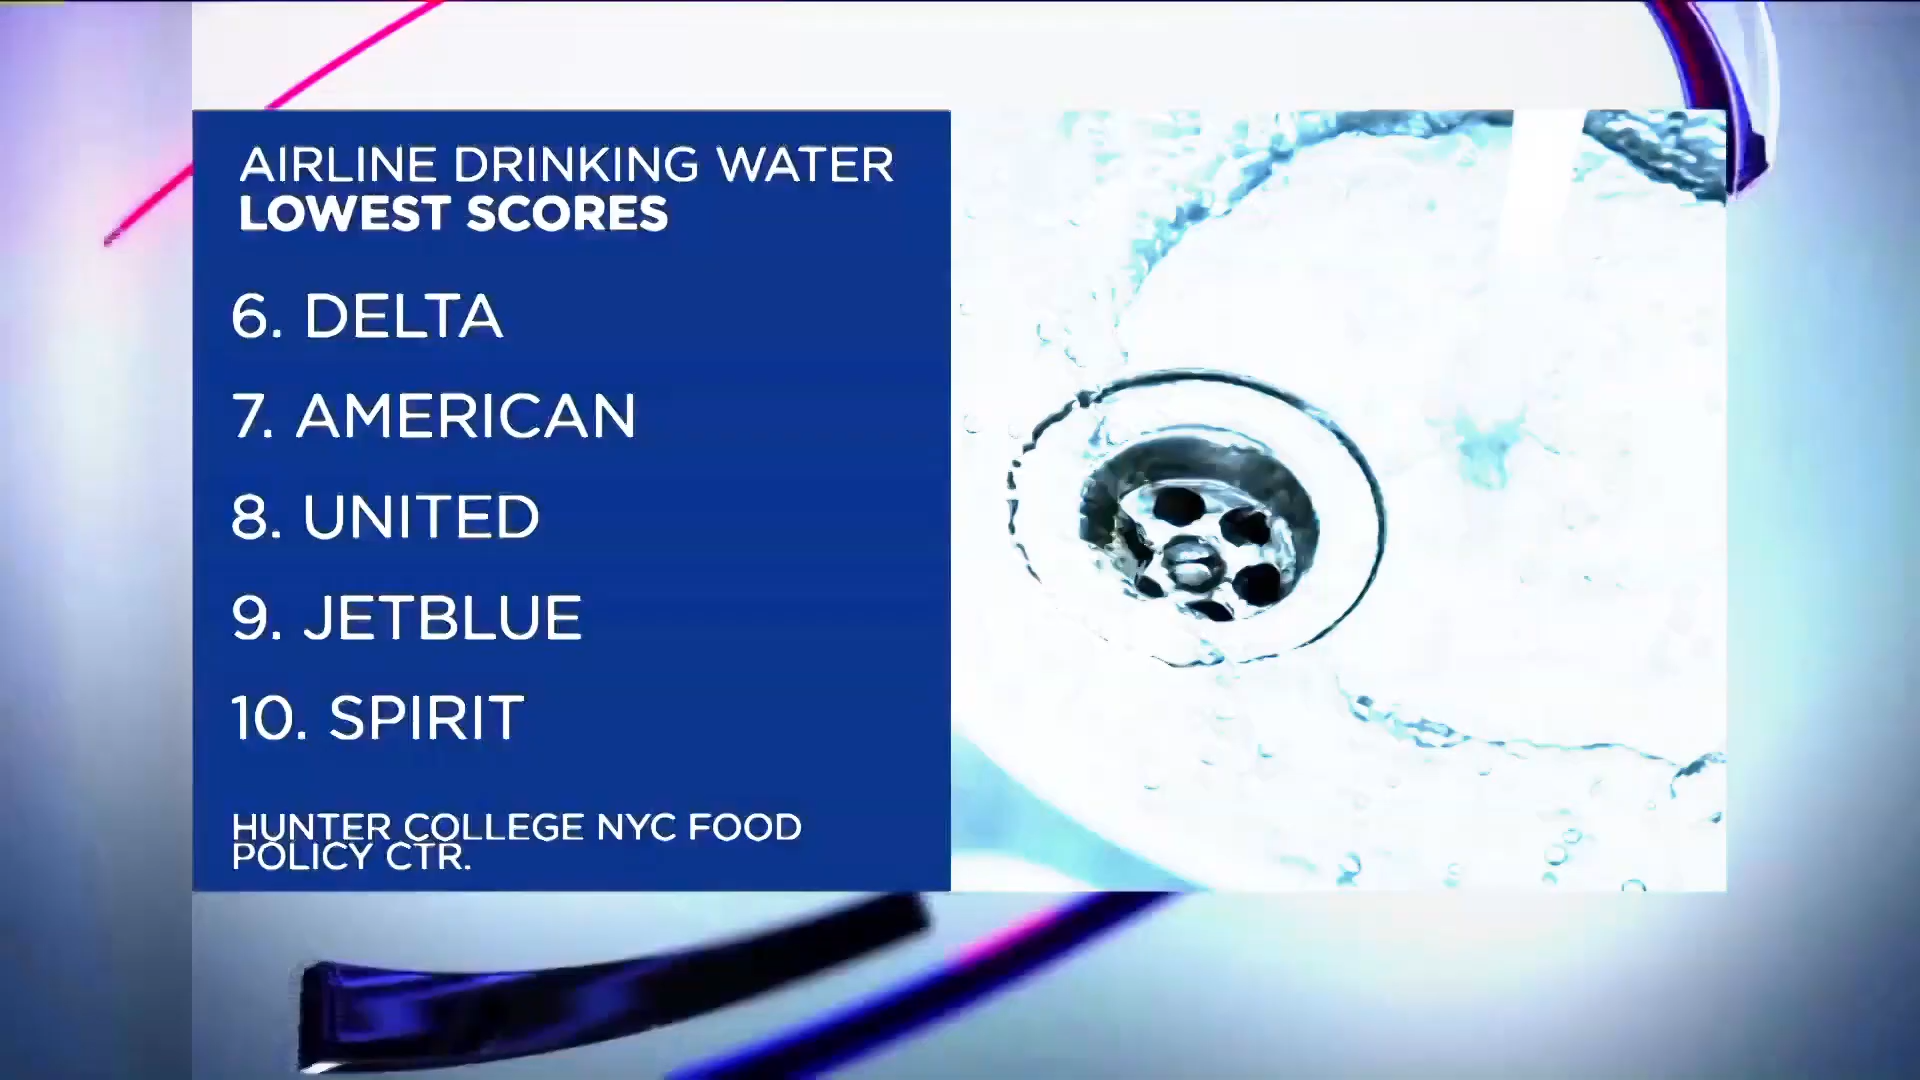 AIRLINE DRINKING WATER
LOWEST SCORES
6. DELTA
7. AMERICAN
8. UNITED
9. JETBLUE
10. SPIRIT
HUNTER COLLEGE NYC FOOD
POLICY CTR.